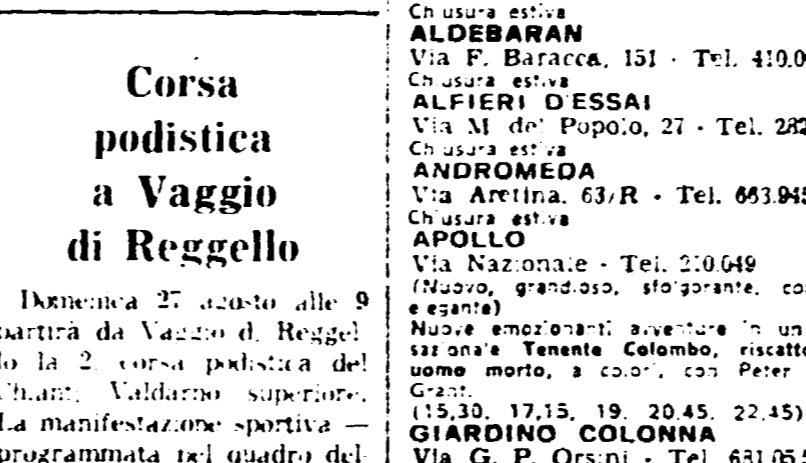 Corsa
podistica
a Vaggio
di Reggello
Domenica 27 agosto alle 9
partirà da Vaggio di Reggel
lo la 2. corsa podistica del
Chianti Valdarno superiore.
La manifestazione sportiva —
programmata nel quadro del-
Chiusura estiva
ALDEBARAN
Via F. Baracca, 151 - Tel. 410.0
Chiusura estiva
ALFIERI D'ESSAI
Via M. del Popolo, 27 - Tel. 282
Chiusura estiva
ANDROMEDA
Via Aretina, 63/R - Tel. 663.945
Chiusura estiva
APOLLO
Via Nazionale - Tel. 210.049
(Nuovo, grandioso, sfolgorante, co
elegante)
Nuove emozionanti avventure in un
sazionale Tenente Colombo, riscatto
uomo morto, a colori, con Peter
Grant.
(15,30, 17,15, 19, 20,45, 22,45)
GIARDINO COLONNA
Via G. P. Orsini - Tel. 681.05.5